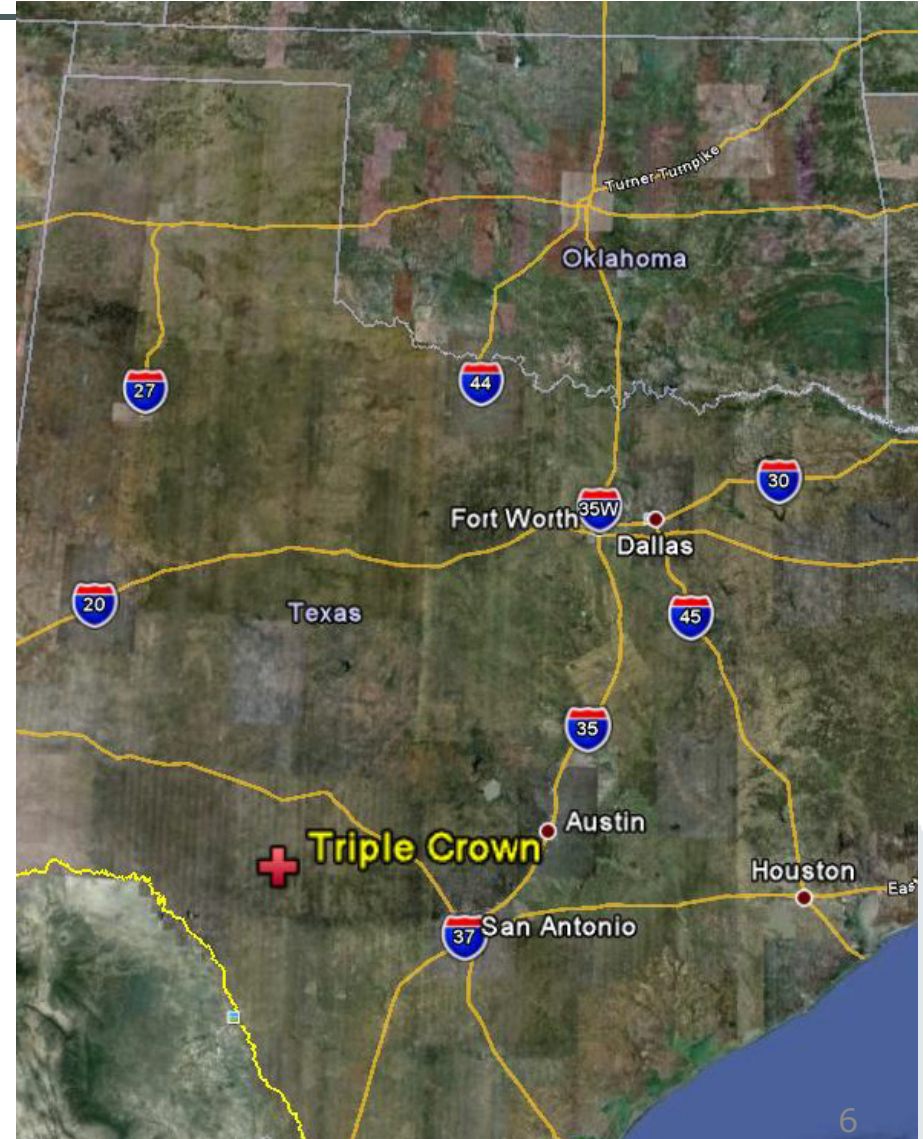 Turner Turnpike
Oklahoma
27
44
30
Fort Worth
35W
Dallas
20
Texas
45
35
Triple Crown
Austin
Houston
Eas
37
San Antonio
6